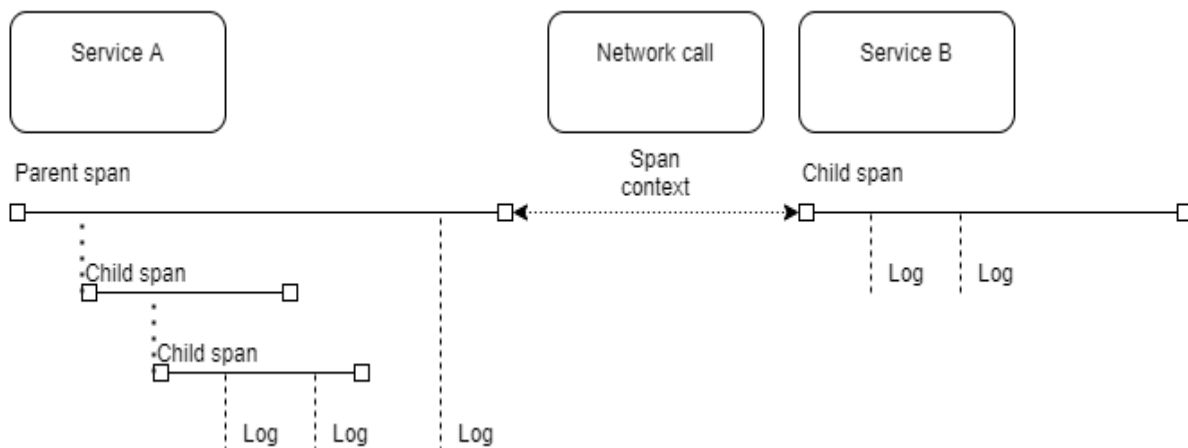 Service A
Network call
Service B
Parent span
Span
context
Child span
Child span
Log
Log
Child span
Log
Log
Log